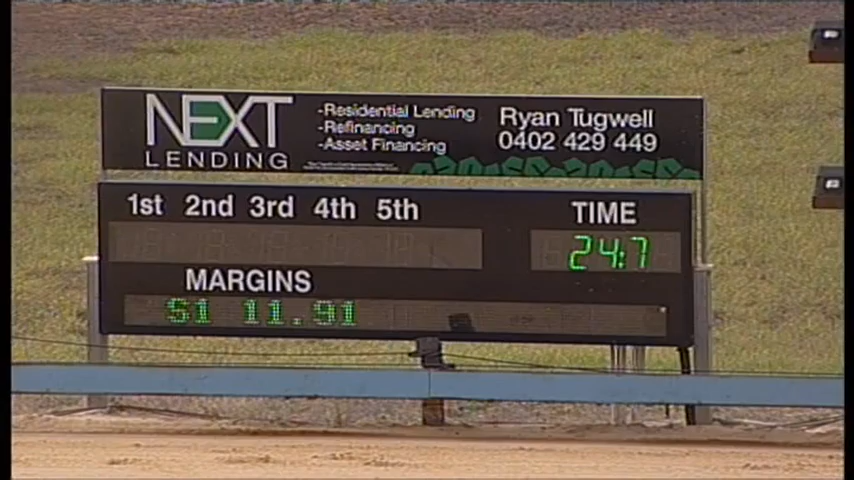 NEXT
LENDING
-Residential Lending
-Refinancing
-Asset Financing
Ryan Tugwell
0402 429 449
1st 2nd 3rd 4th 5th
TIME
24:7
MARGINS
S1 11.91